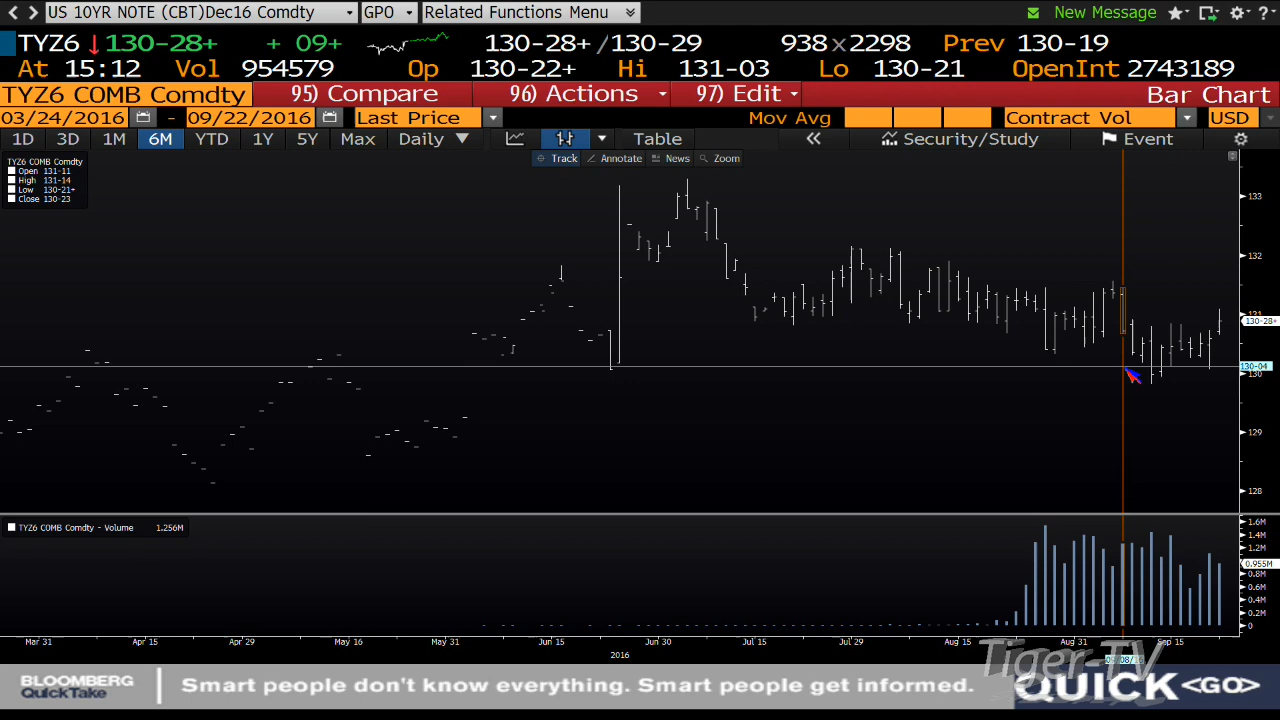 US 10YR NOTE (CBT)Dec16 Comdty GPO Related Functions Menu New Message ?
TYZ6 130-28+ + 09+ 130-28+/130-29 938x2298 Prev 130-19
At 15:12 Vol 954579 Op 130-22+ Hi 131-03 Lo 130-21 OpenInt 2743189
TYZ6 COMB Comdty 95) Compare 96) Actions 97) Edit Bar Chart
03/24/2016 - 09/22/2016 Last Price Mov Avg Contract Vol USD
1D 3D 1M 6M YTD 1Y 5Y Max Daily Table « Security/Study Event
Track Annotate News Zoom
TYZ6 COMB Comdty
Open 131-11
High 131-14
Low 130-21+
Close 130-23
133
132
131
130-28+
130-04
130
129
128
TYZ6 COMB Comdty - Volume 1.256M
1.6M
1.4M
1.2M
0.955M
0.8M
0.6M
0.4M
0.2M
0
Mar 31 Apr 15 Apr 29 May 16 May 31 Jun 15 Jun 30 Jul 15 Jul 29 Aug 15 Aug 31 Sep 15
2016
09/08/16
Tiger-TV
BLOOMBERG
QuickTake
Smart people don't know everything. Smart people get informed.
QUICK <GO>